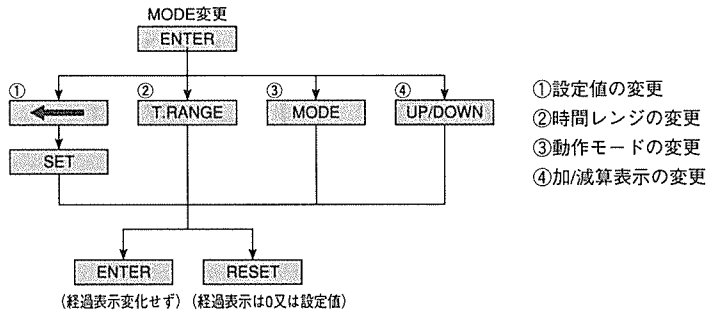 MODE変更
ENTER
① ② ③ ④
T.RANGE MODE UP/DOWN
SET
ENTER RESET
(経過表示変化せず) (経過表示は0又は設定値)
①設定値の変更
②時間レンジの変更
③動作モードの変更
④加/減算表示の変更